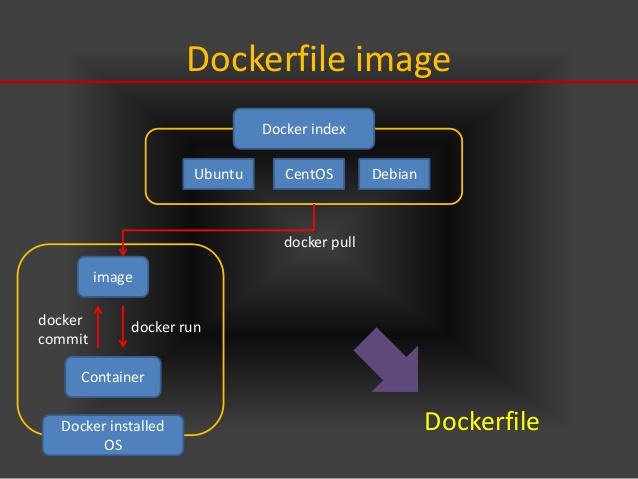 Dockerfile image
Docker index
Ubuntu
CentOS
Debian
docker pull
image
docker
commit
docker run
Container
Docker installed
OS
Dockerfile